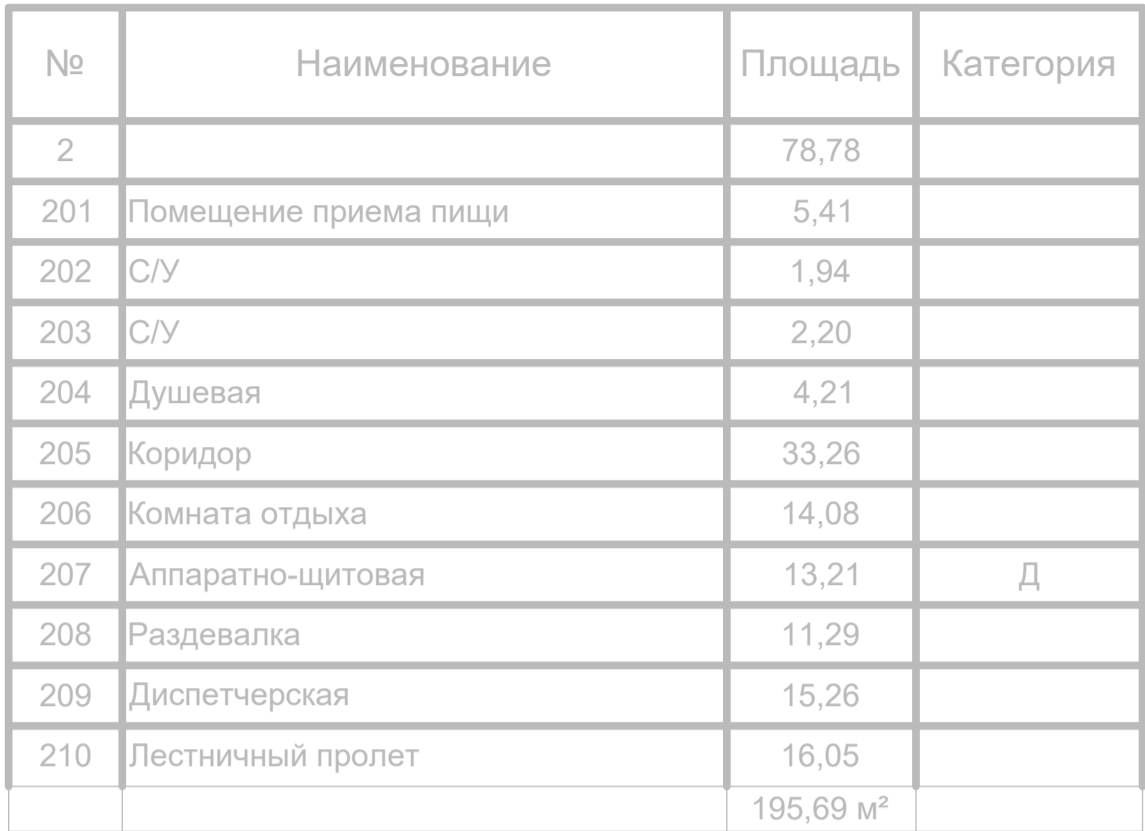 № Наименование Площадь Категория
2 78,78
201 Помещение приема пищи 5,41
202 С/У 1,94
203 С/У 2,20
204 Душевая 4,21
205 Коридор 33,26
206 Комната отдыха 14,08
207 Аппаратно-щитовая 13,21 Д
208 Раздевалка 11,29
209 Диспетчерская 15,26
210 Лестничный пролет 16,05
195,69 м²